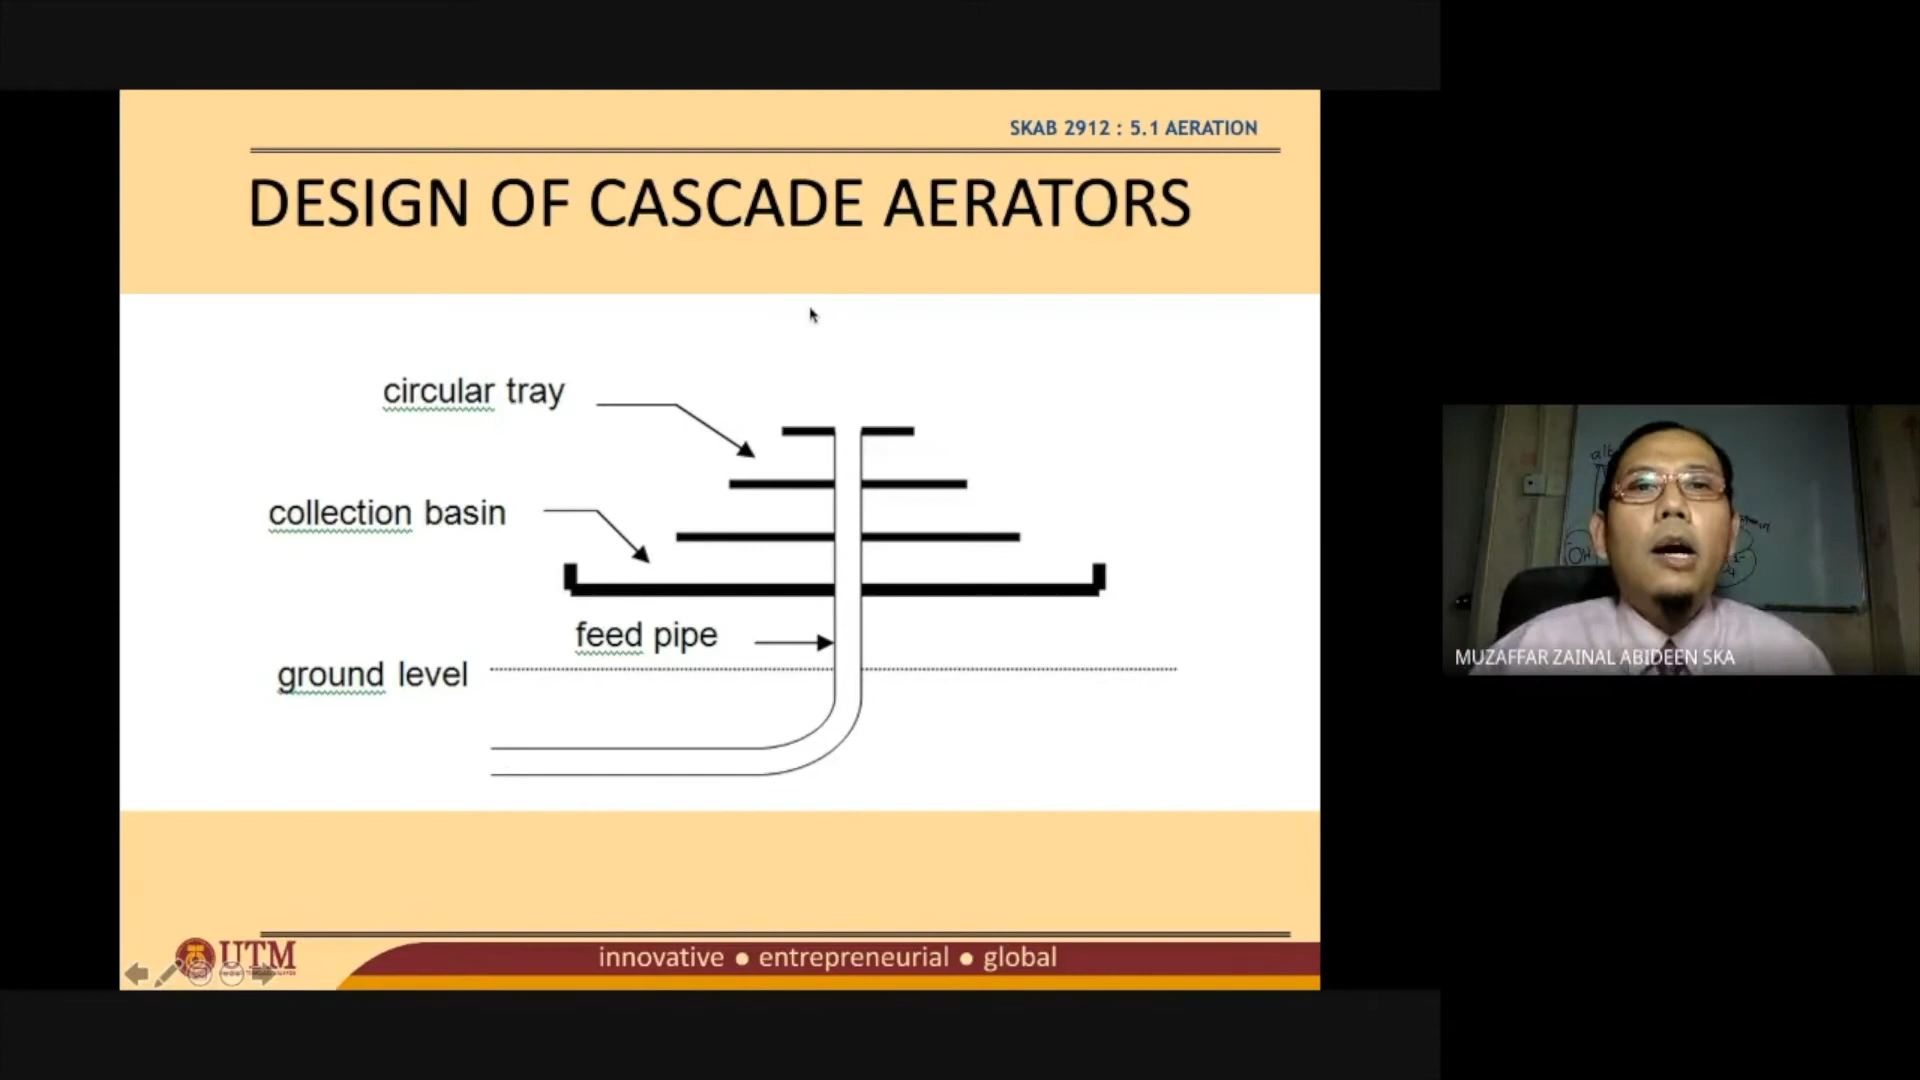 SKAB 2912 : 5.1 AERATION
DESIGN OF CASCADE AERATORS
circular tray
collection basin
feed pipe
ground level
UTM
innovative ● entrepreneurial ● global
OH
MUZAFFAR ZAINAL ABIDEEN SKA